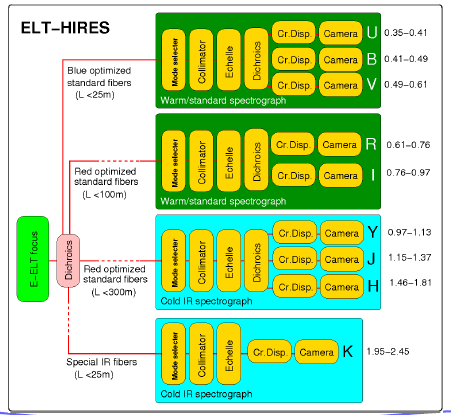 ELT-HIRES
Blue optimized
standard fibers
(L <25m)
Mode selecter
Collimator
Echelle
Dichroics
Cr.Disp. Camera U 0.35-0.41
Cr.Disp. Camera B 0.41-0.49
Cr.Disp. Camera V 0.49-0.61
Warm/standard spectrograph
Red optimized
standard fibers
(L <100m)
Mode selecter
Collimator
Echelle
Dichroics
Cr.Disp. Camera R 0.61-0.76
Cr.Disp. Camera I 0.76-0.97
Warm/standard spectrograph
E-ELT focus
Dichroics
Red optimized
standard fibers
(L <300m)
Mode selecter
Collimator
Echelle
Dichroics
Cr.Disp. Camera Y 0.97-1.13
Cr.Disp. Camera J 1.15-1.37
Cr.Disp. Camera H 1.46-1.81
Cold IR spectrograph
Special IR fibers
(L <25m)
Mode selecter
Collimator
Echelle
Cr.Disp. Camera K 1.95-2.45
Cold IR spectrograph